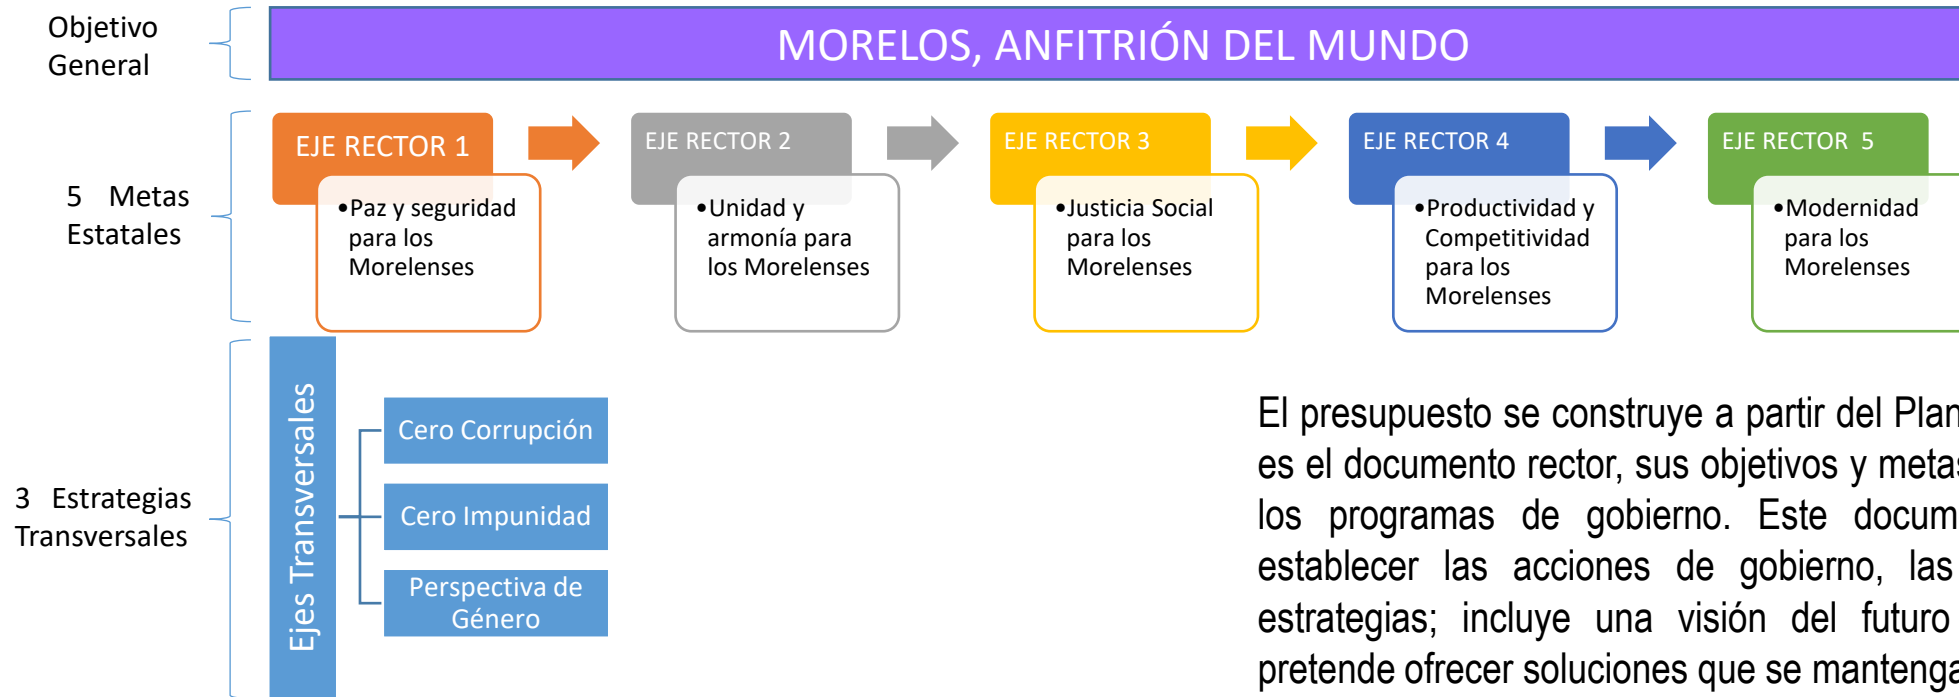 Objetivo
General
MORELOS, ANFITRIÓN DEL MUNDO
5 Metas
Estatales
EJE RECTOR 1
•Paz y seguridad
para los
Morelenses
EJE RECTOR 2
•Unidad y
armonía para
los Morelenses
EJE RECTOR 3
•Justicia Social
para los
Morelenses
EJE RECTOR 4
•Productividad y
Competitividad
para los
Morelenses
EJE RECTOR 5
•Modernidad
para los
Morelenses
3 Estrategias
Transversales
Ejes Transversales
Cero Corrupción
Cero Impunidad
Perspectiva de
Género
El presupuesto se construye a partir del Plan
es el documento rector, sus objetivos y metas
los programas de gobierno. Este docum
establecer las acciones de gobierno, las
estrategias; incluye una visión del futuro
pretende ofrecer soluciones que se mantenga